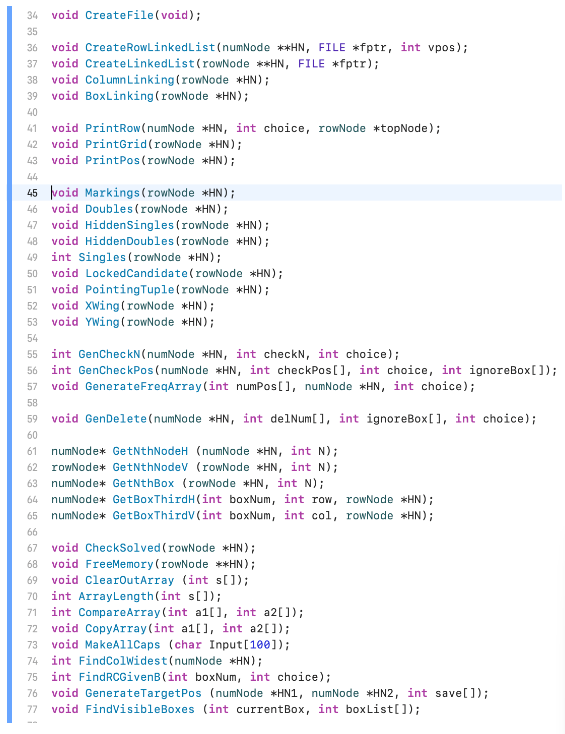 34 void CreateFile(void);
35
36 void CreateRowLinkedList(numNode **HN, FILE *fptr, int vpos);
37 void CreateLinkedList(rowNode **HN, FILE *fptr);
38 void ColumnLinking(rowNode *HN);
39 void BoxLinking(rowNode *HN);
40
41 void PrintRow(numNode *HN, int choice, rowNode *topNode);
42 void PrintGrid(rowNode *HN);
43 void PrintPos(rowNode *HN);
44
45 void Markings(rowNode *HN);
46 void Doubles(rowNode *HN);
47 void HiddenSingles(rowNode *HN);
48 void HiddenDoubles(rowNode *HN);
49 int Singles(rowNode *HN);
50 void LockedCandidate(rowNode *HN);
51 void PointingTuple(rowNode *HN);
52 void XWing(rowNode *HN);
53 void YWing(rowNode *HN);
54
55 int GenCheckN(numNode *HN, int checkN, int choice);
56 int GenCheckPos(numNode *HN, int checkPos[], int choice, int ignoreBox[]);
57 void GenerateFreqArray(int numPos[], numNode *HN, int choice);
58
59 void GenDelete(numNode *HN, int delNum[], int ignoreBox[], int choice);
60
61 numNode* GetNthNodeH (numNode *HN, int N);
62 rowNode* GetNthNodeV (rowNode *HN, int N);
63 numNode* GetNthBox (rowNode *HN, int N);
64 numNode* GetBoxThirdH(int boxNum, int row, rowNode *HN);
65 numNode* GetBoxThirdV(int boxNum, int col, rowNode *HN);
66
67 void CheckSolved(rowNode *HN);
68 void FreeMemory(rowNode **HN);
69 void ClearOutArray (int s[]);
70 int ArrayLength(int s[]);
71 int CompareArray(int a1[], int a2[]);
72 void CopyArray(int a1[], int a2[]);
73 void MakeAllCaps (char Input[100]);
74 int FindColWidest(numNode *HN);
75 int FindRCGivenB(int boxNum, int choice);
76 void GenerateTargetPos (numNode *HN1, numNode *HN2, int save[]);
77 void FindVisibleBoxes (int currentBox, int boxList[]);